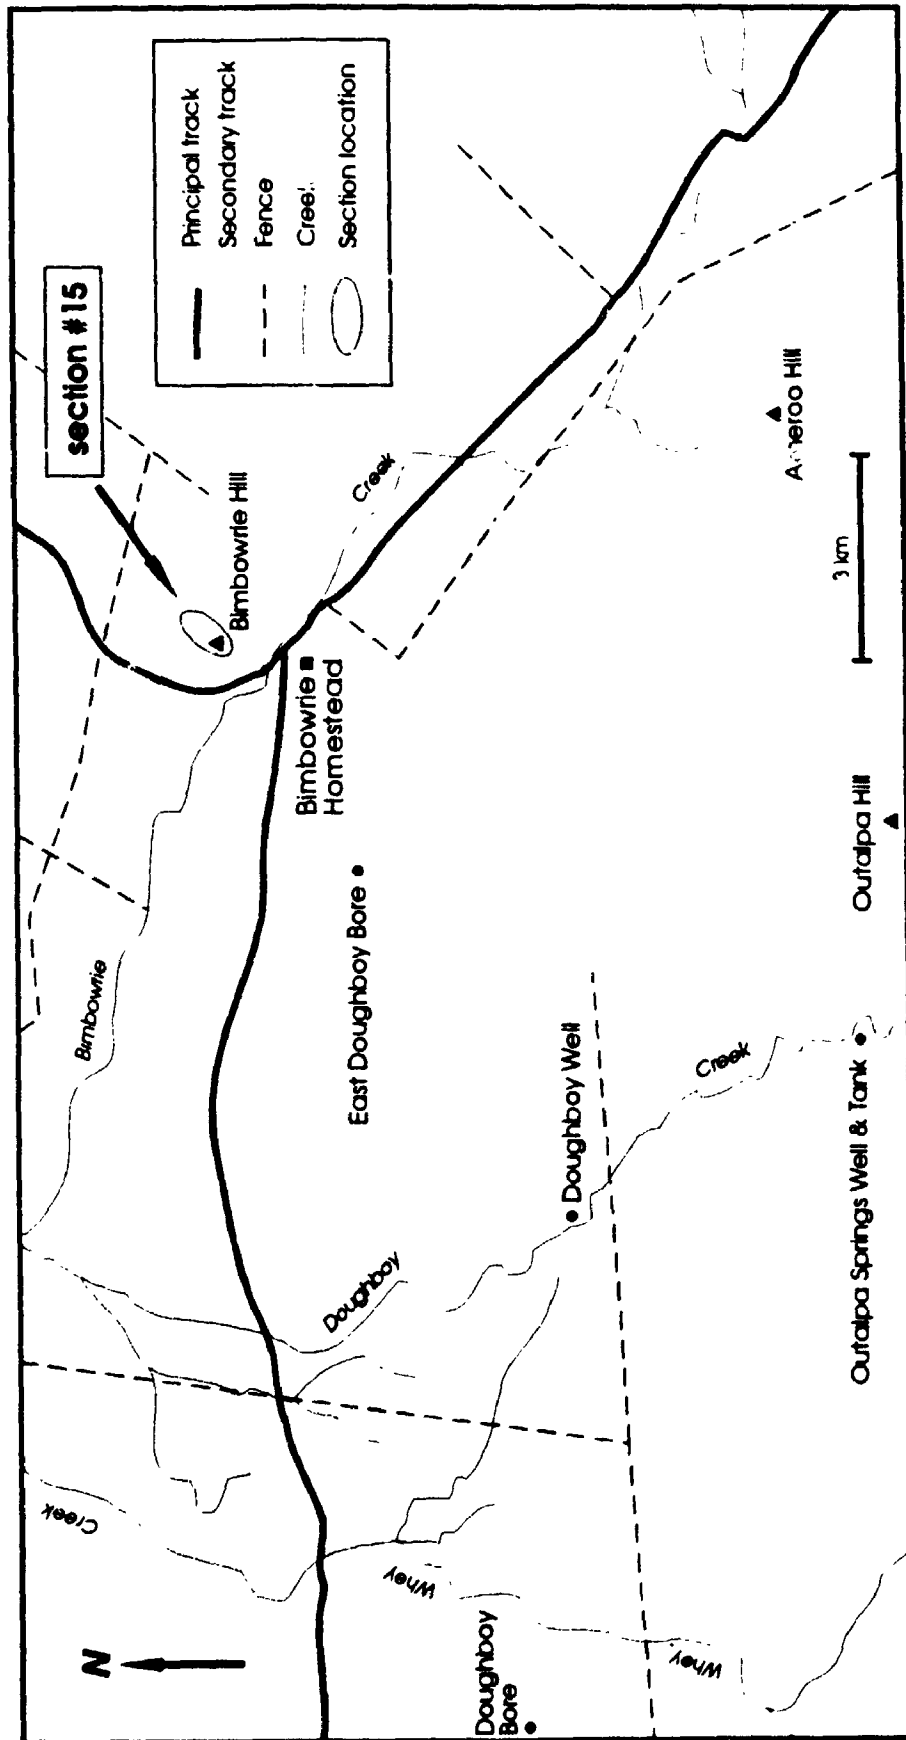 section #15
Principal track
Secondary track
Fence
Section location
Bimbowrie Hill
Creek
Bimbowrie
Homestead
Bimbowrie
East Doughboy Bore
Doughboy
Doughboy Well
Creek
Creek
Whey
Whey
Doughboy
Bore
N
Outalpa Springs Well & Tank
Outalpa Hill
Hill
km